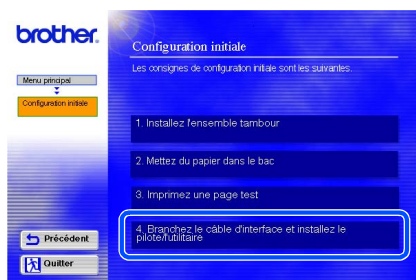 brother.
Menu principal
Configuration initiale
Configuration initiale
Les consignes de configuration initiale sont les suivantes.
1. Installez l'ensemble tambour
2. Mettez du papier dans le bac
3. Imprimez une page test
4. Branchez le câble d'interface et installez le
pilote/l'utilitaire
Précédent
Quitter